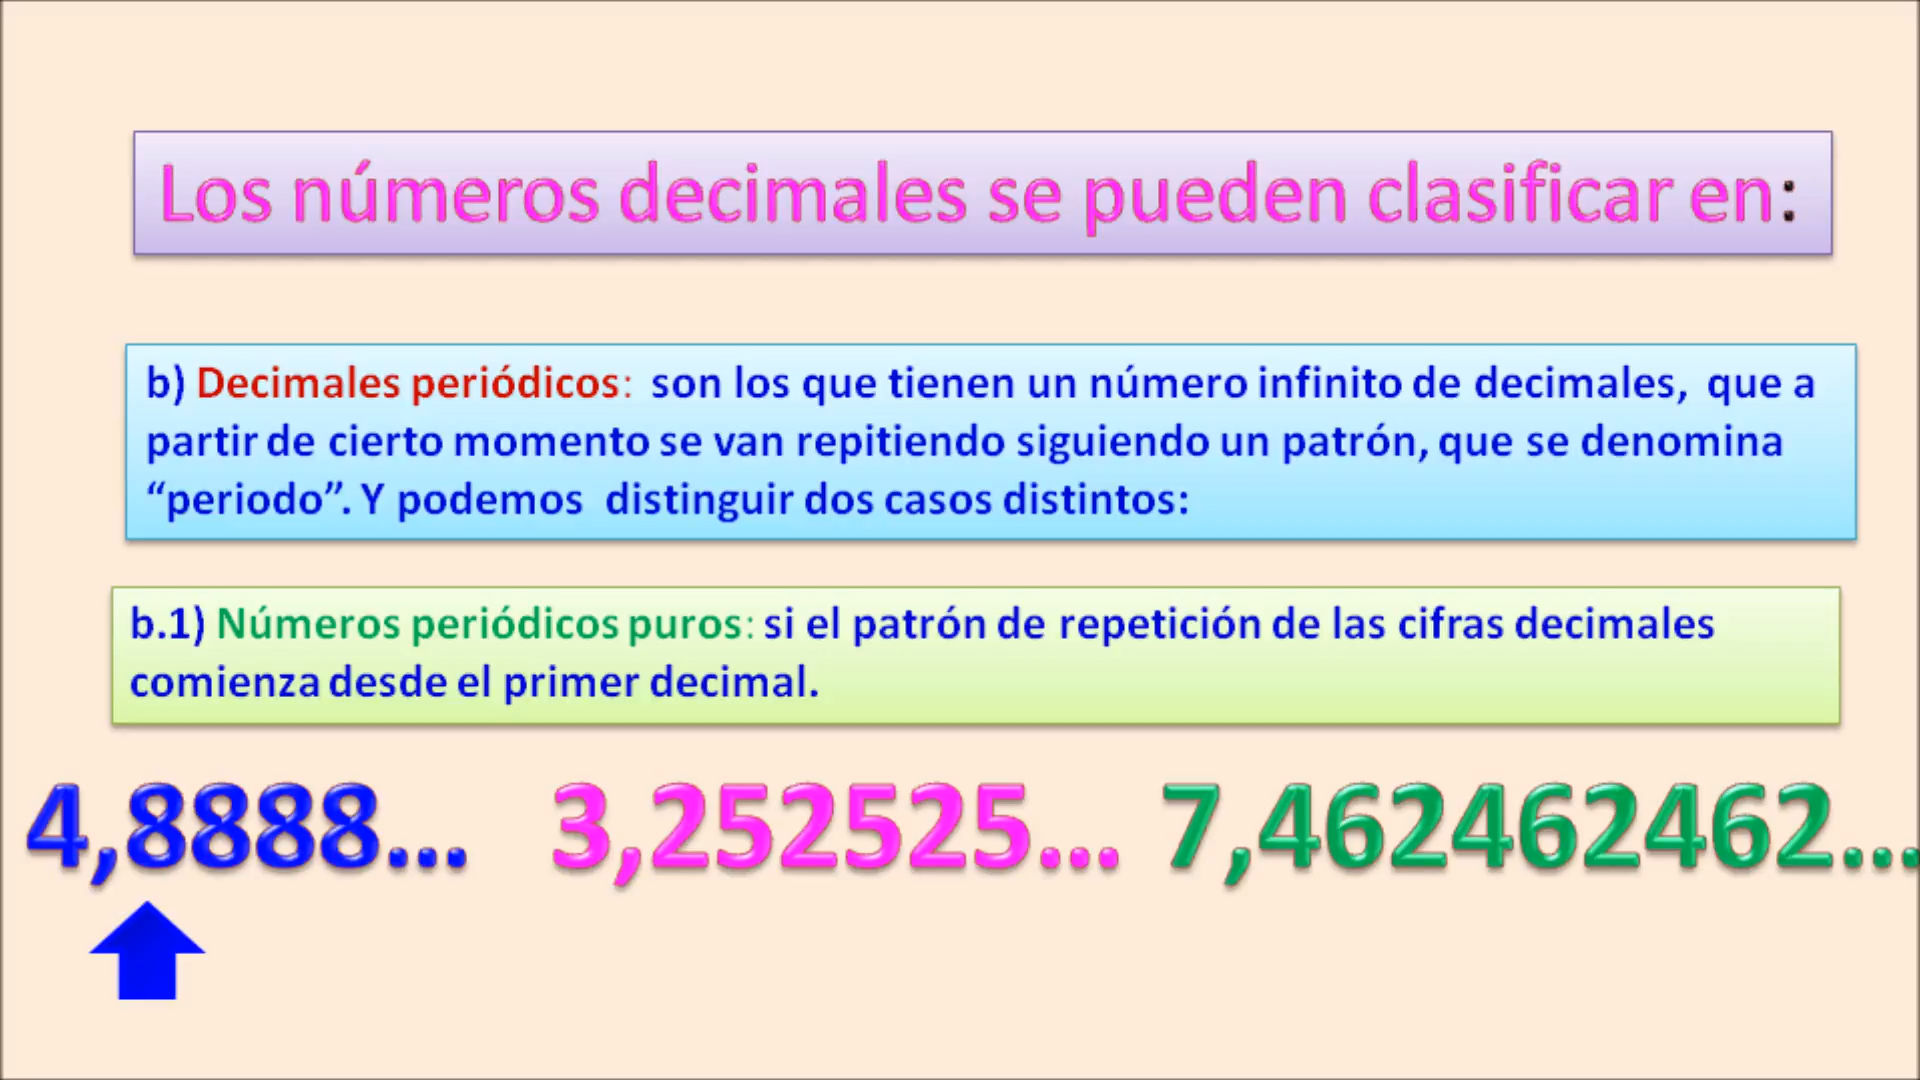 Los números decimales se pueden clasificar en:
b) Decimales periódicos: son los que tienen un número infinito de decimales, que a
partir de cierto momento se van repitiendo siguiendo un patrón, que se denomina
“periodo”. Y podemos distinguir dos casos distintos:
b.1) Números periódicos puros: si el patrón de repetición de las cifras decimales
comienza desde el primer decimal.
4,8888... 3,252525... 7,462462462...